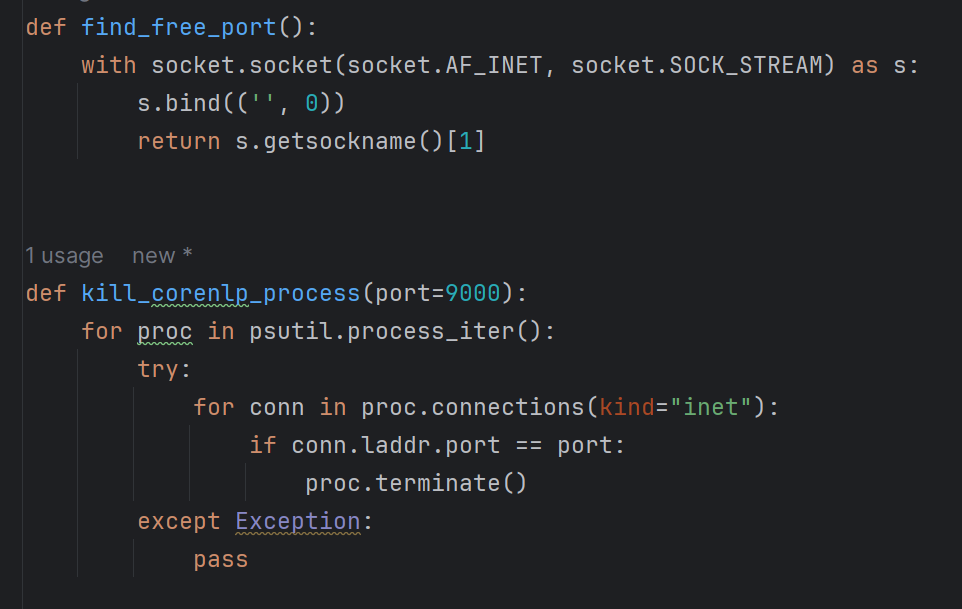 def find_free_port():
    with socket.socket(socket.AF_INET, socket.SOCK_STREAM) as s:
        s.bind(('', 0))
        return s.getsockname()[1]
1 usage   new *
def kill_corenlp_process(port=9000):
    for proc in psutil.process_iter():
        try:
            for conn in proc.connections(kind="inet"):
                if conn.laddr.port == port:
                    proc.terminate()
        except Exception:
            pass